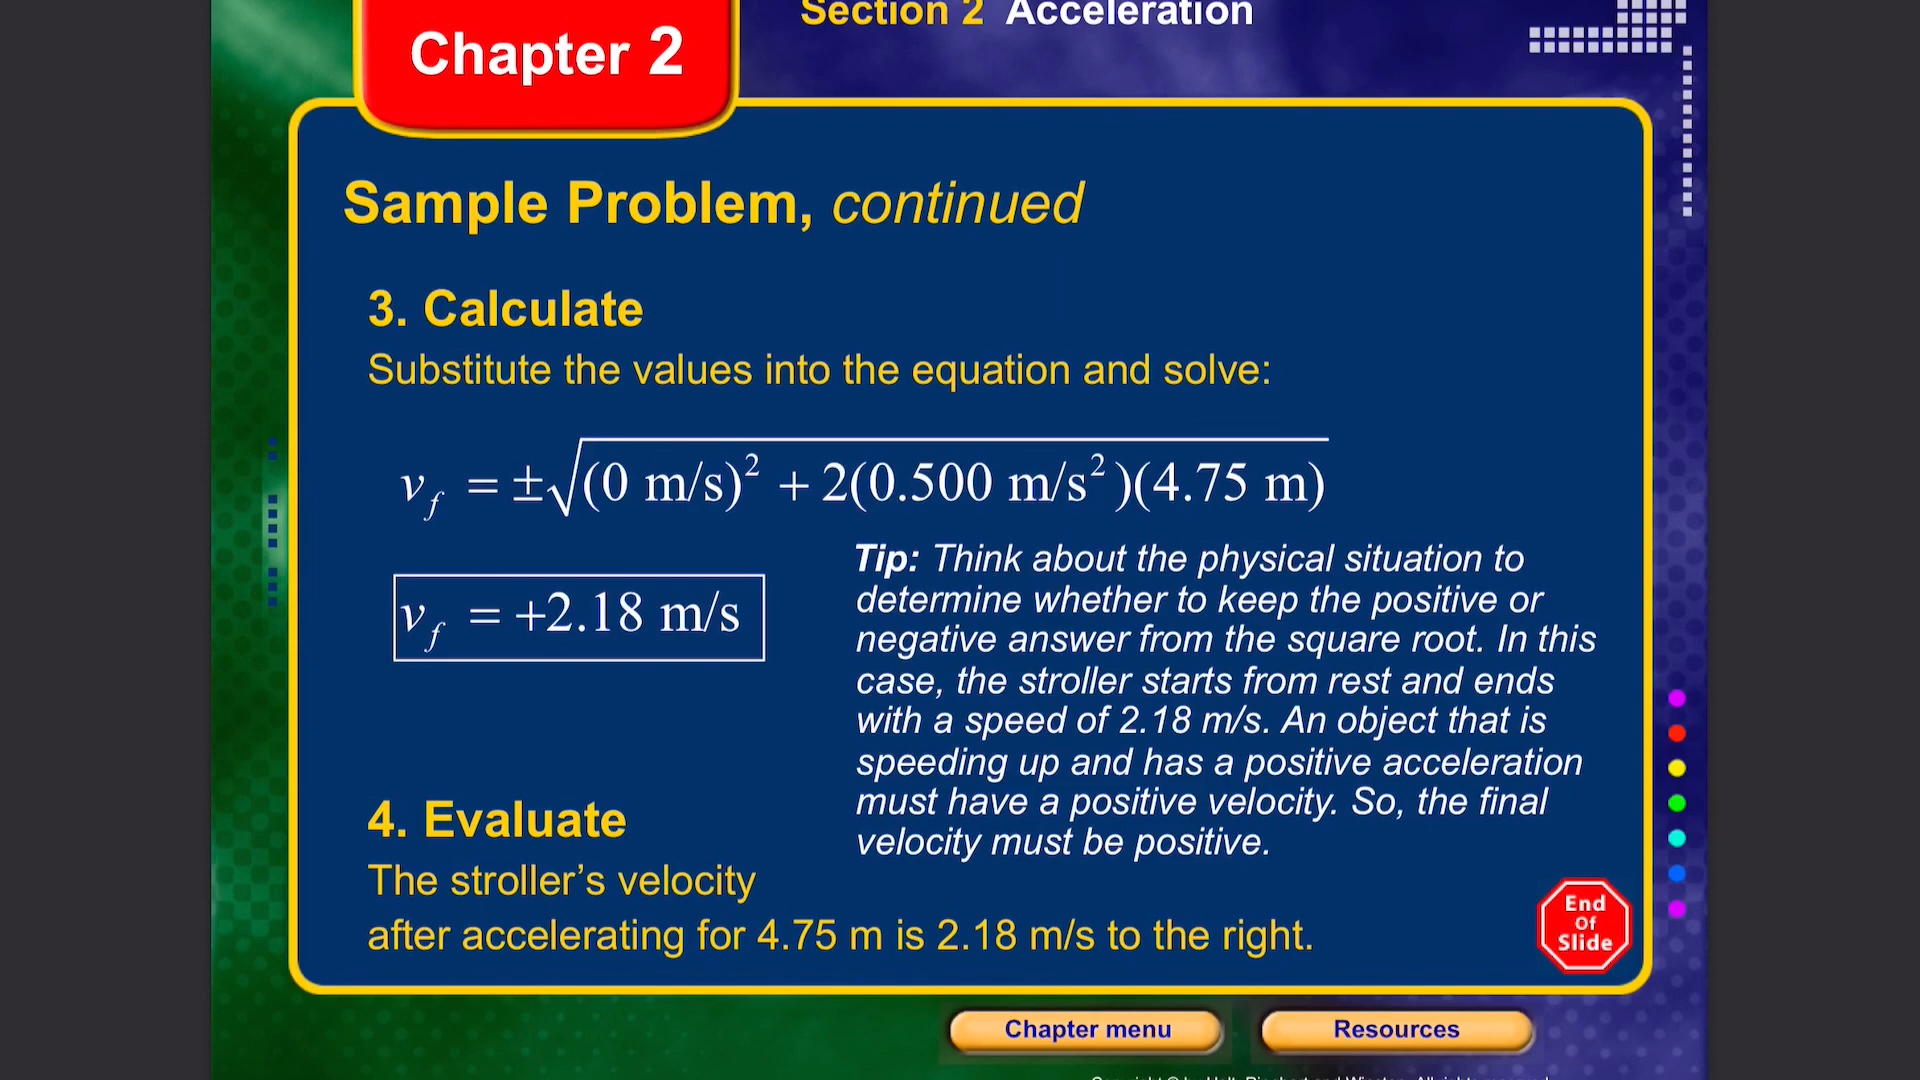 Section 2 Acceleration
Chapter 2
Sample Problem, continued
3. Calculate
Substitute the values into the equation and solve:
v_f = ±√((0 m/s)² + 2(0.500 m/s²)(4.75 m))
v_f = +2.18 m/s
Tip: Think about the physical situation to
determine whether to keep the positive or
negative answer from the square root. In this
case, the stroller starts from rest and ends
with a speed of 2.18 m/s. An object that is
speeding up and has a positive acceleration
must have a positive velocity. So, the final
velocity must be positive.
4. Evaluate
The stroller’s velocity
after accelerating for 4.75 m is 2.18 m/s to the right.
End
Of
Slide
Chapter menu
Resources